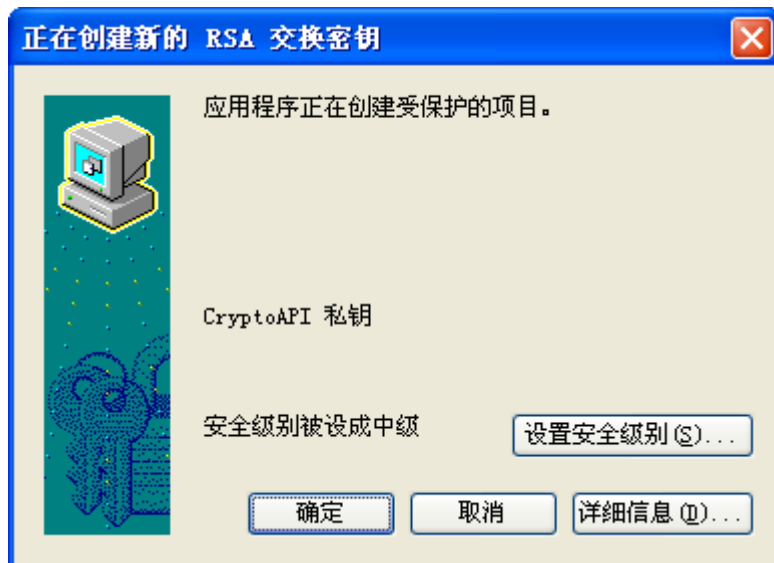 正在创建新的 RSA 交换密钥
应用程序正在创建受保护的项目。
CryptoAPI 私钥
安全级别被设成中级
设置安全级别(S)...
确定
取消
详细信息(D)...